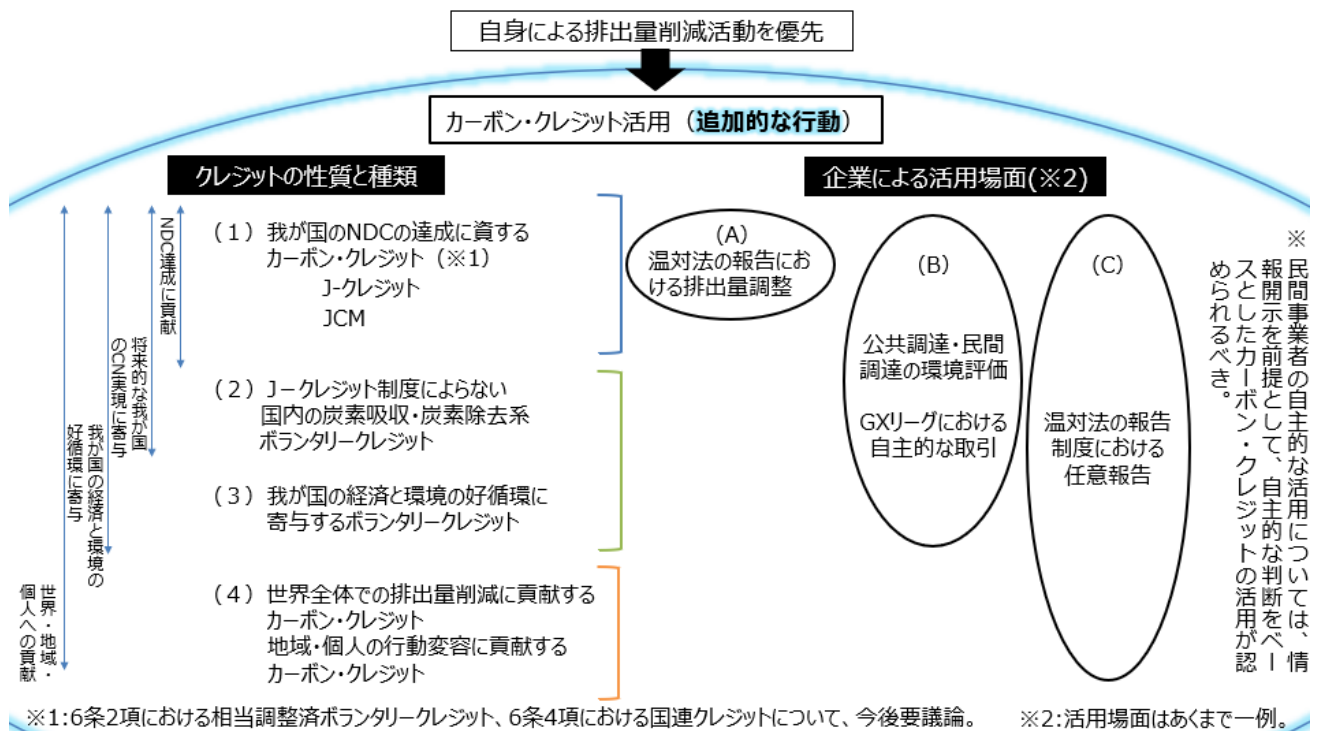 自身による排出量削減活動を優先
カーボン・クレジット活用（追加的な行動）
クレジットの性質と種類
企業による活用場面(※2)
NDC達成に貢献
将来的な我が国
のCN実現に寄与
我が国の経済と環境の
好循環に寄与
世界・地域・
個人への貢献
（１）我が国のNDCの達成に資する
カーボン・クレジット（※1）
J-クレジット
JCM
（２）J－クレジット制度によらない
国内の炭素吸収・炭素除去系
ボランタリークレジット
（３）我が国の経済と環境の好循環に
寄与するボランタリークレジット
（４）世界全体での排出量削減に貢献する
カーボン・クレジット
地域・個人の行動変容に貢献する
カーボン・クレジット
(A)
温対法の報告にお
ける排出量調整
(B)
公共調達・民間
調達の環境評価
GXリーグにおける
自主的な取引
(C)
温対法の報告
制度における
任意報告
※民間事業者の自主的な活用については、情
報開示を前提として、自主的な判断をベー
スとしたカーボン・クレジットの活用が認
められるべき。
※1:6条2項における相当調整済ボランタリークレジット、6条4項における国連クレジットについて、今後要議論。
※2:活用場面はあくまで一例。